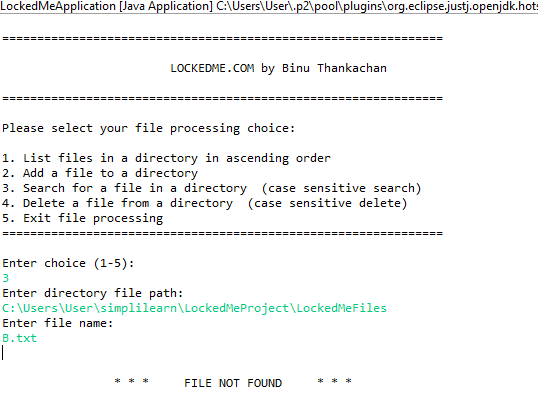 LockedMeApplication [Java Application] C:\Users\User\.p2\pool\plugins\org.eclipse.justj.openjdk.hots
===============================================================
LOCKEDME.COM by Binu Thankachan
===============================================================
Please select your file processing choice:
1. List files in a directory in ascending order
2. Add a file to a directory
3. Search for a file in a directory  (case sensitive search)
4. Delete a file from a directory  (case sensitive delete)
5. Exit file processing
===============================================================
Enter choice (1-5):
3
Enter directory file path:
C:\Users\User\simplilearn\LockedMeProject\LockedMeFiles
Enter file name:
B.txt
* * *     FILE NOT FOUND     * * *